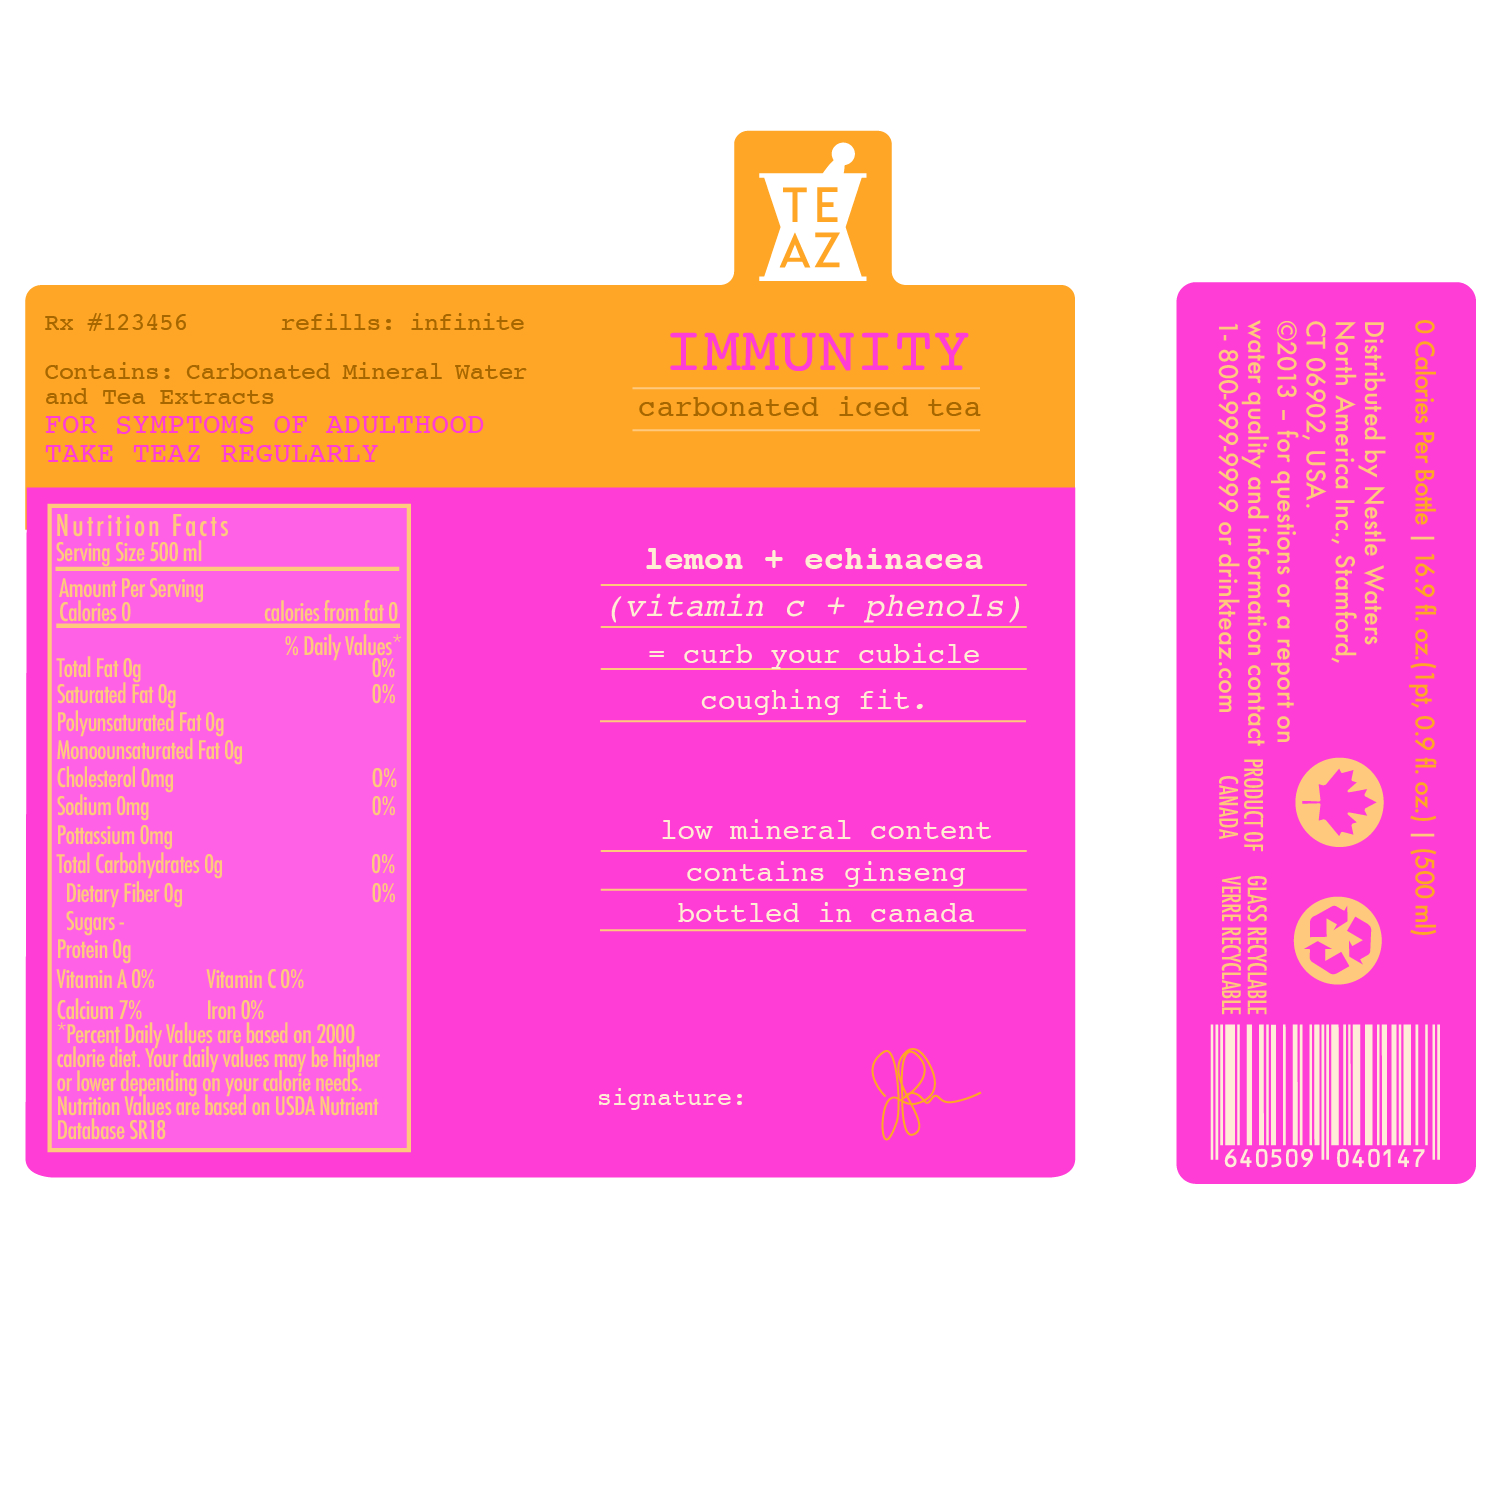 TE
AZ
Rx #123456 refills: infinite
Contains: Carbonated Mineral Water
and Tea Extracts
FOR SYMPTOMS OF ADULTHOOD
TAKE TEAZ REGULARLY
IMMUNITY
carbonated iced tea
Nutrition Facts
Serving Size 500 ml
Amount Per Serving
Calories 0 calories from fat 0
% Daily Values*
Total Fat 0g 0%
Saturated Fat 0g 0%
Polyunsaturated Fat 0g
Monoounsaturated Fat 0g
Cholesterol 0mg 0%
Sodium 0mg 0%
Pottassium 0mg
Total Carbohydrates 0g 0%
Dietary Fiber 0g 0%
Sugars -
Protein 0g
Vitamin A 0% Vitamin C 0%
Calcium 7% Iron 0%
*Percent Daily Values are based on 2000
calorie diet. Your daily values may be higher
or lower depending on your calorie needs.
Nutrition Values are based on USDA Nutrient
Database SR18
lemon + echinacea
(vitamin c + phenols)
= curb your cubicle
coughing fit.
low mineral content
contains ginseng
bottled in canada
signature:
0 Calories Per Bottle | 16.9 fl. oz.(1pt, 0.9 fl. oz.) | (500 ml)
Distributed by Nestle Waters
North America Inc., Stamford,
CT 06902, USA.
©2013 - for questions or a report on
water quality and information contact
1- 800-999-9999 or drinkteaz.com
PRODUCT OF
CANADA
GLASS RECYCLABLE
VERRE RECYCLABLE
640509 040147